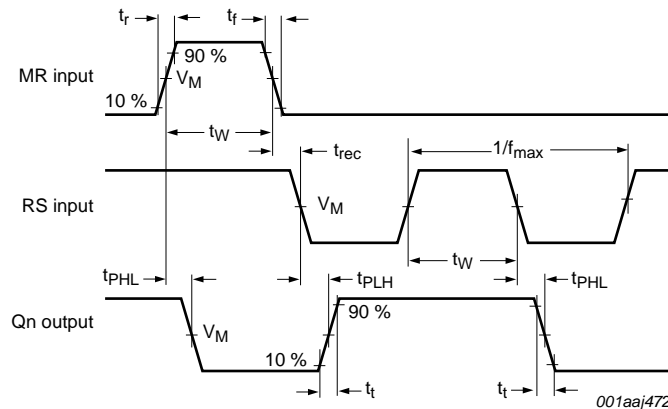 tr
tf
MR input
90 %
VM
10 %
tW
trec
1/fmax
RS input
VM
tW
tPHL
tPLH
tPHL
Qn output
VM
90 %
10 %
tt
tt
001aaj472